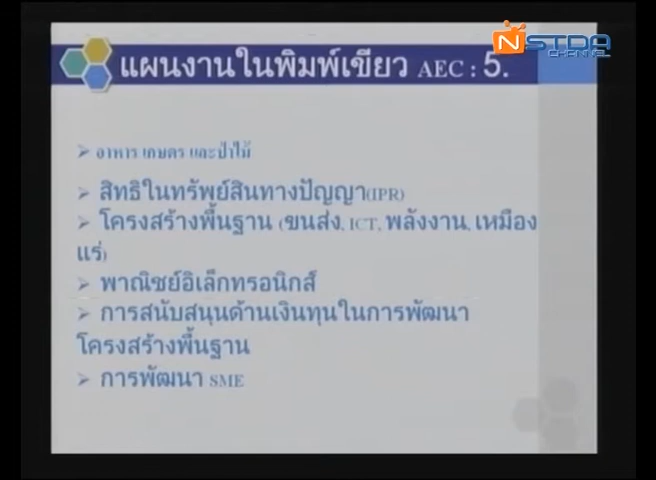 NSTDA
CHANNEL
แผนงานในพิมพ์เขียว AEC : 5.
➢ อาหาร เกษตร และป่าไม้
➢ สิทธิในทรัพย์สินทางปัญญา(IPR)
➢ โครงสร้างพื้นฐาน (ขนส่ง, ICT, พลังงาน, เหมือง
แร่)
➢ พาณิชย์อิเล็กทรอนิกส์
➢ การสนับสนุนด้านเงินทุนในการพัฒนา
โครงสร้างพื้นฐาน
➢ การพัฒนา SME